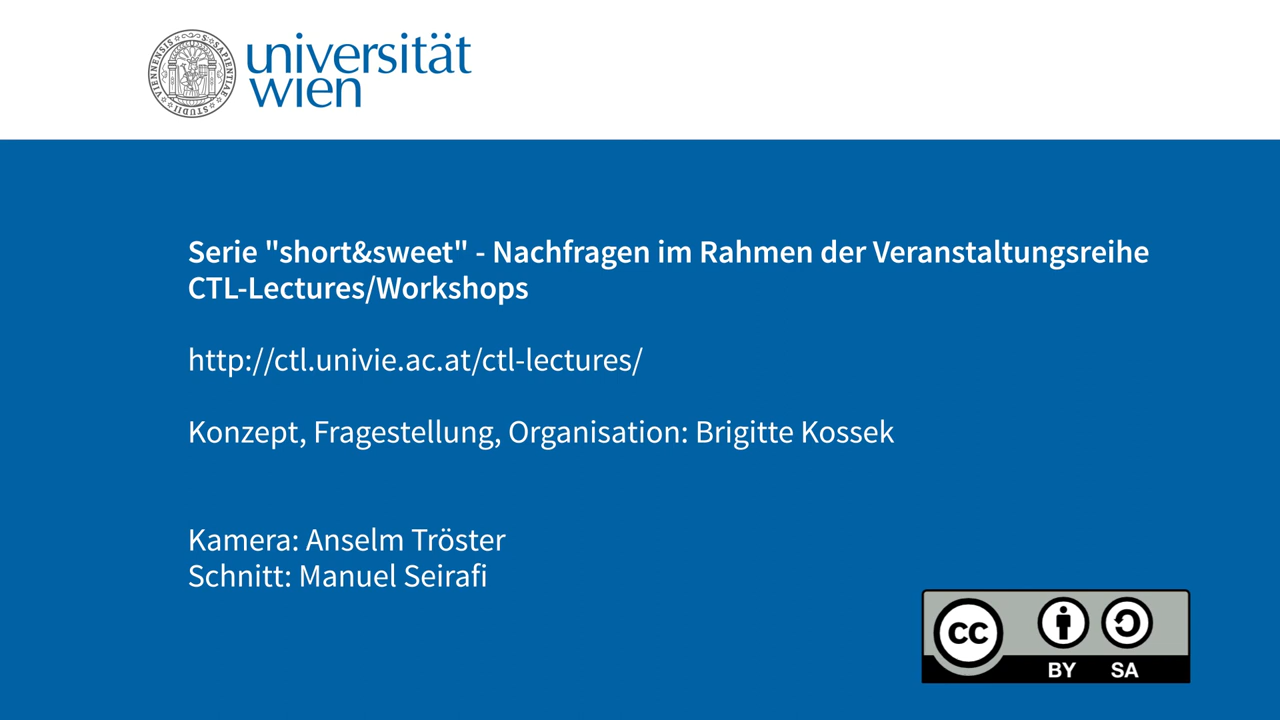 universität
wien
Serie "short&sweet" - Nachfragen im Rahmen der Veranstaltungsreihe
CTL-Lectures/Workshops
http://ctl.univie.ac.at/ctl-lectures/
Konzept, Fragestellung, Organisation: Brigitte Kossek
Kamera: Anselm Tröster
Schnitt: Manuel Seirafi
CC
BY SA